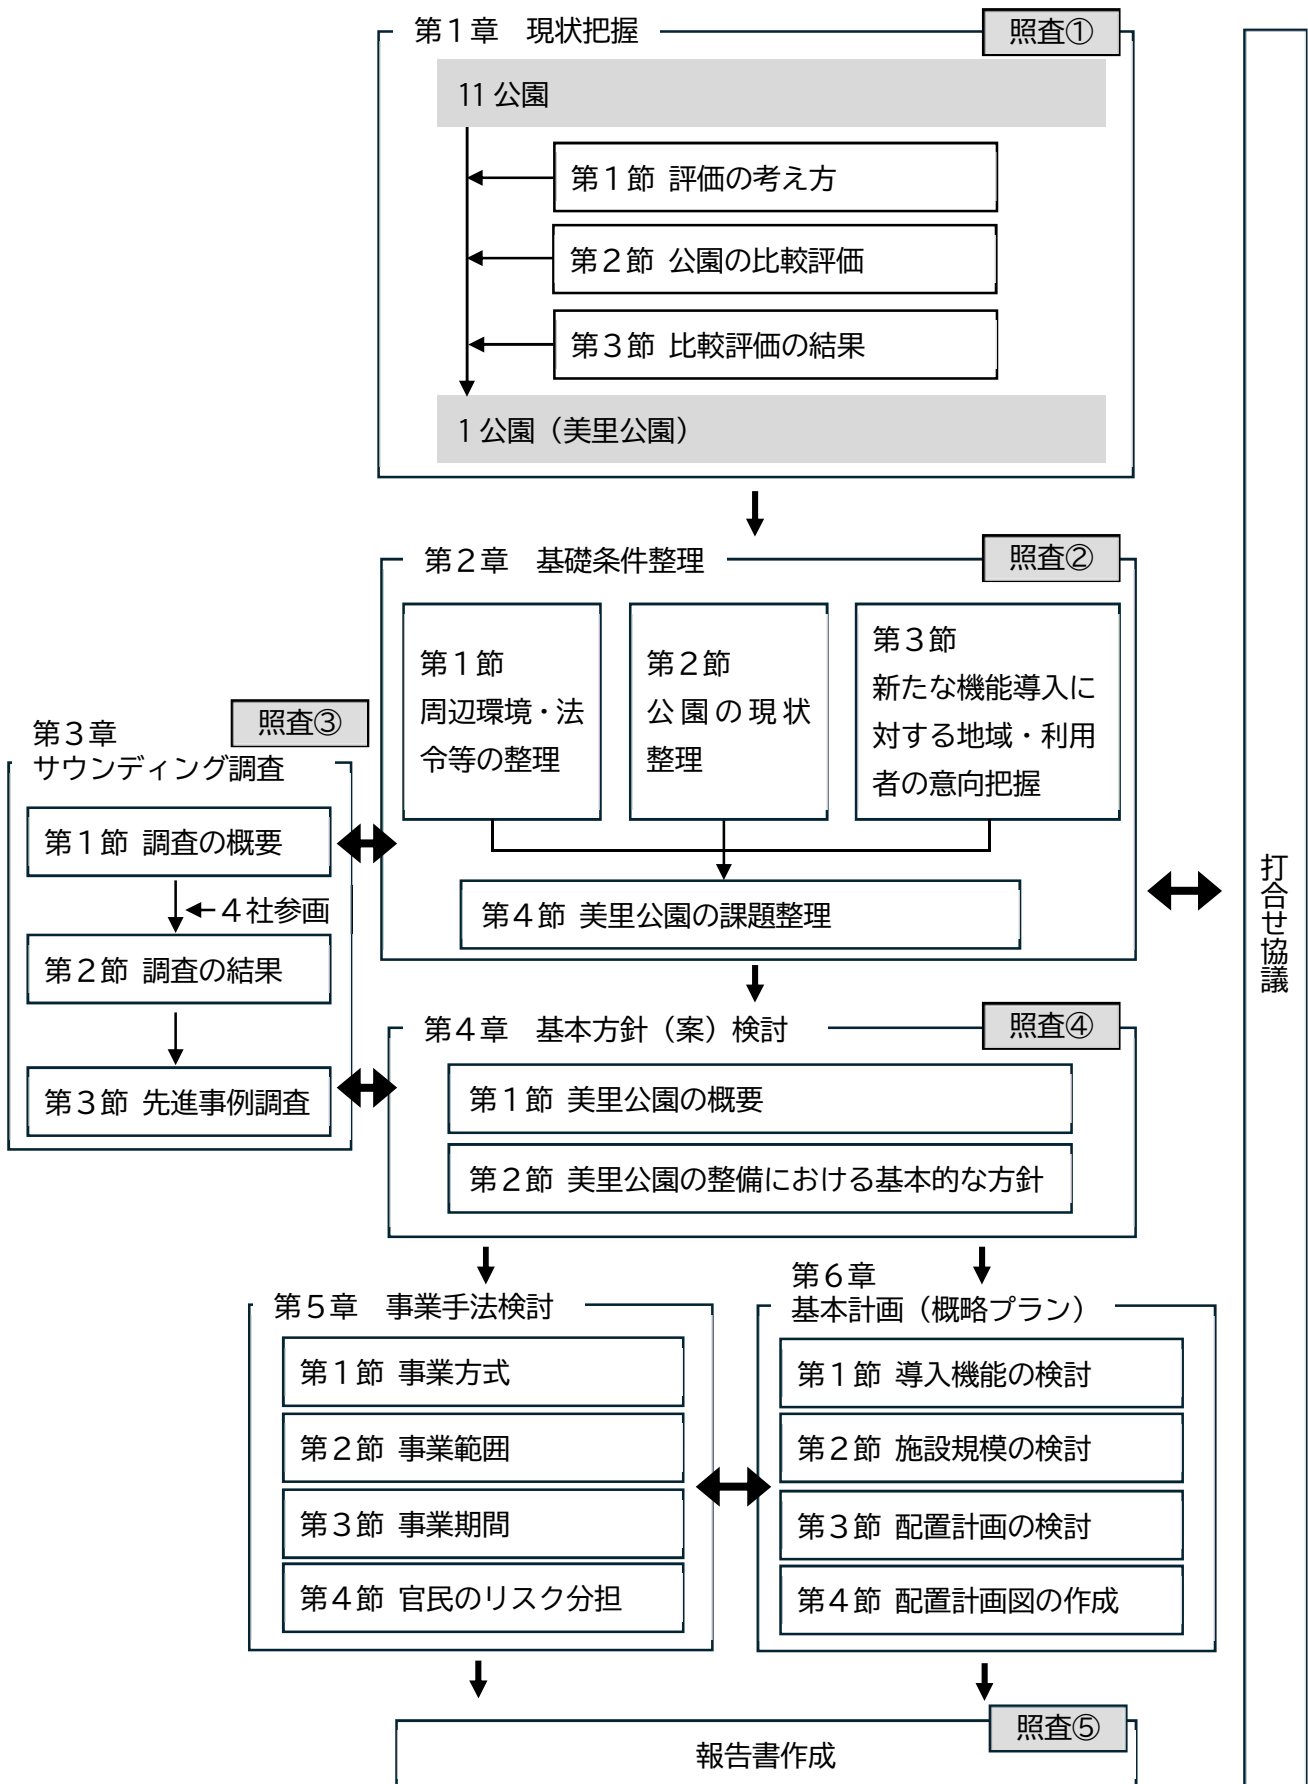 第1章　現状把握
照査①
11公園
第1節 評価の考え方
第2節 公園の比較評価
第3節 比較評価の結果
1公園（美里公園）
第2章　基礎条件整理
照査②
第1節
周辺環境・法
令等の整理
第2節
公園の現状
整理
第3節
新たな機能導入に
対する地域・利用
者の意向把握
第4節 美里公園の課題整理
第3章
サウンディング調査
照査③
第1節 調査の概要
4社参画
第2節 調査の結果
第3節 先進事例調査
第4章　基本方針（案）検討
照査④
第1節 美里公園の概要
第2節 美里公園の整備における基本的な方針
第5章　事業手法検討
第1節 事業方式
第2節 事業範囲
第3節 事業期間
第4節 官民のリスク分担
第6章
基本計画（概略プラン）
第1節 導入機能の検討
第2節 施設規模の検討
第3節 配置計画の検討
第4節 配置計画図の作成
照査⑤
報告書作成
打合せ協議